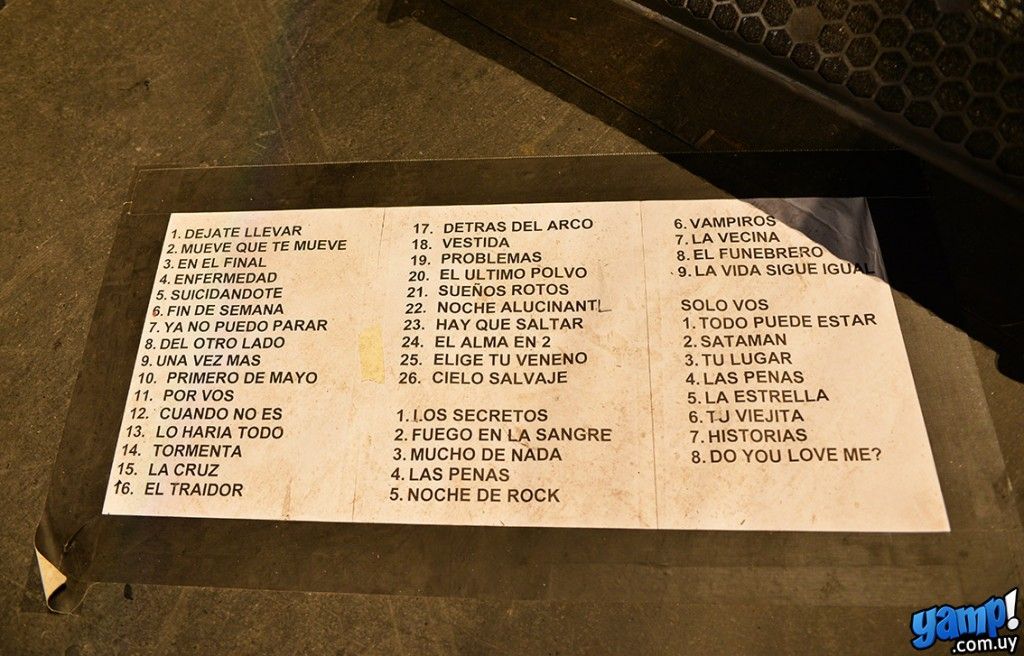 1. DEJATE LLEVAR
2. MUEVE QUE TE MUEVE
3. EN EL FINAL
4. ENFERMEDAD
5. SUICIDANDOTE
6. FIN DE SEMANA
7. YA NO PUEDO PARAR
8. DEL OTRO LADO
9. UNA VEZ MAS
10. PRIMERO DE MAYO
11. POR VOS
12. CUANDO NO ES
13. LO HARIA TODO
14. TORMENTA
15. LA CRUZ
16. EL TRAIDOR
17. DETRAS DEL ARCO
18. VESTIDA
19. PROBLEMAS
20. EL ULTIMO POLVO
21. SUEÑOS ROTOS
22. NOCHE ALUCINANTE
23. HAY QUE SALTAR
24. EL ALMA EN 2
25. ELIGE TU VENENO
26. CIELO SALVAJE
1. LOS SECRETOS
2. FUEGO EN LA SANGRE
3. MUCHO DE NADA
4. LAS PENAS
5. NOCHE DE ROCK
6. VAMPIROS
7. LA VECINA
8. EL FUNEBRERO
9. LA VIDA SIGUE IGUAL
SOLO VOS
1. TODO PUEDE ESTAR
2. SATAMAN
3. TU LUGAR
4. LAS PENAS
5. LA ESTRELLA
6. TU VIEJITA
7. HISTORIAS
8. DO YOU LOVE ME?
yamp!
.com.uy